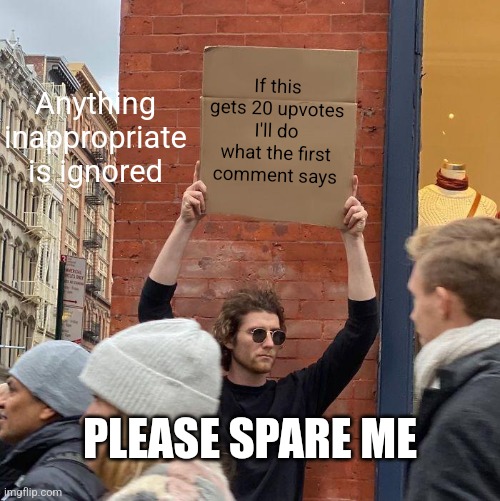 If this
gets 20 upvotes
I'll do
what the first
comment says
Anything
inappropriate
is ignored
PLEASE SPARE ME
imgflip.com